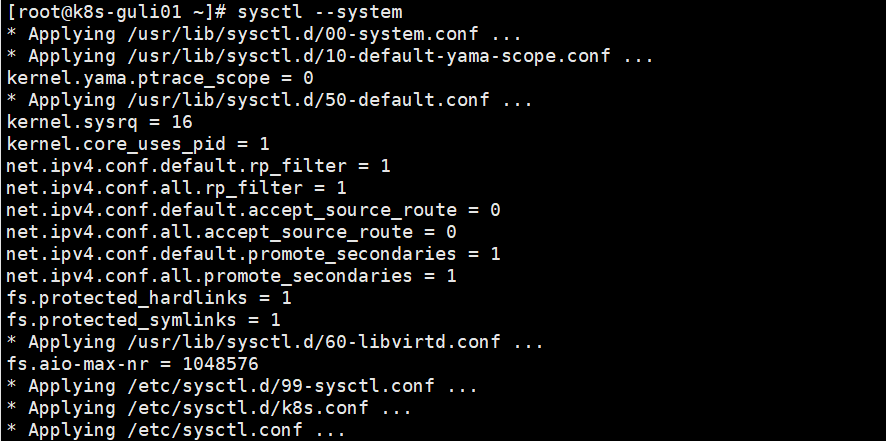 [root@k8s-guli01 ~]# sysctl --system
* Applying /usr/lib/sysctl.d/00-system.conf ...
* Applying /usr/lib/sysctl.d/10-default-yama-scope.conf ...
kernel.yama.ptrace_scope = 0
* Applying /usr/lib/sysctl.d/50-default.conf ...
kernel.sysrq = 16
kernel.core_uses_pid = 1
net.ipv4.conf.default.rp_filter = 1
net.ipv4.conf.all.rp_filter = 1
net.ipv4.conf.default.accept_source_route = 0
net.ipv4.conf.all.accept_source_route = 0
net.ipv4.conf.default.promote_secondaries = 1
net.ipv4.conf.all.promote_secondaries = 1
fs.protected_hardlinks = 1
fs.protected_symlinks = 1
* Applying /usr/lib/sysctl.d/60-libvirtd.conf ...
fs.aio-max-nr = 1048576
* Applying /etc/sysctl.d/99-sysctl.conf ...
* Applying /etc/sysctl.d/k8s.conf ...
* Applying /etc/sysctl.conf ...